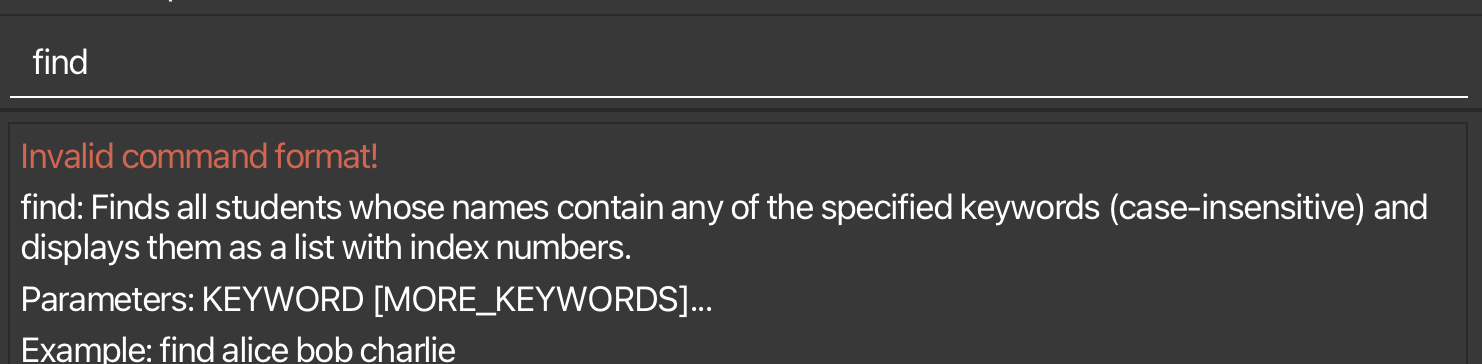 find
Invalid command format!
find: Finds all students whose names contain any of the specified keywords (case-insensitive) and
displays them as a list with index numbers.
Parameters: KEYWORD [MORE_KEYWORDS]...
Example: find alice bob charlie